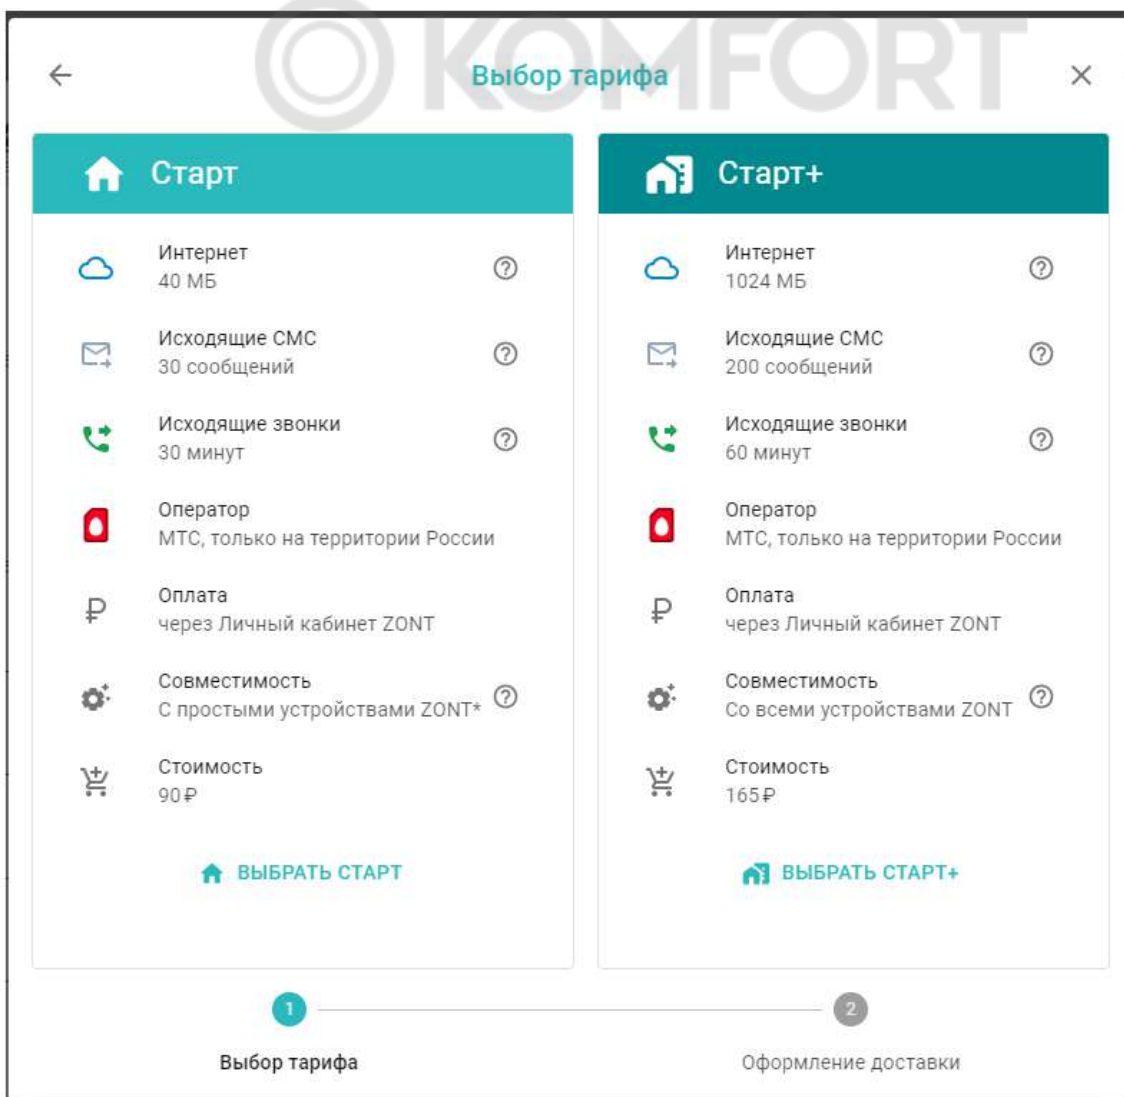 KOMFORT
Выбор тарифа
Старт
Интернет
40 МБ
Исходящие СМС
30 сообщений
Исходящие звонки
30 минут
Оператор
МТС, только на территории России
Оплата
через Личный кабинет ZONT
Совместимость
С простыми устройствами ZONT*
Стоимость
90₽
ВЫБРАТЬ СТАРТ
Старт+
Интернет
1024 МБ
Исходящие СМС
200 сообщений
Исходящие звонки
60 минут
Оператор
МТС, только на территории России
Оплата
через Личный кабинет ZONT
Совместимость
Со всеми устройствами ZONT
Стоимость
165₽
ВЫБРАТЬ СТАРТ+
1
2
Выбор тарифа
Оформление доставки